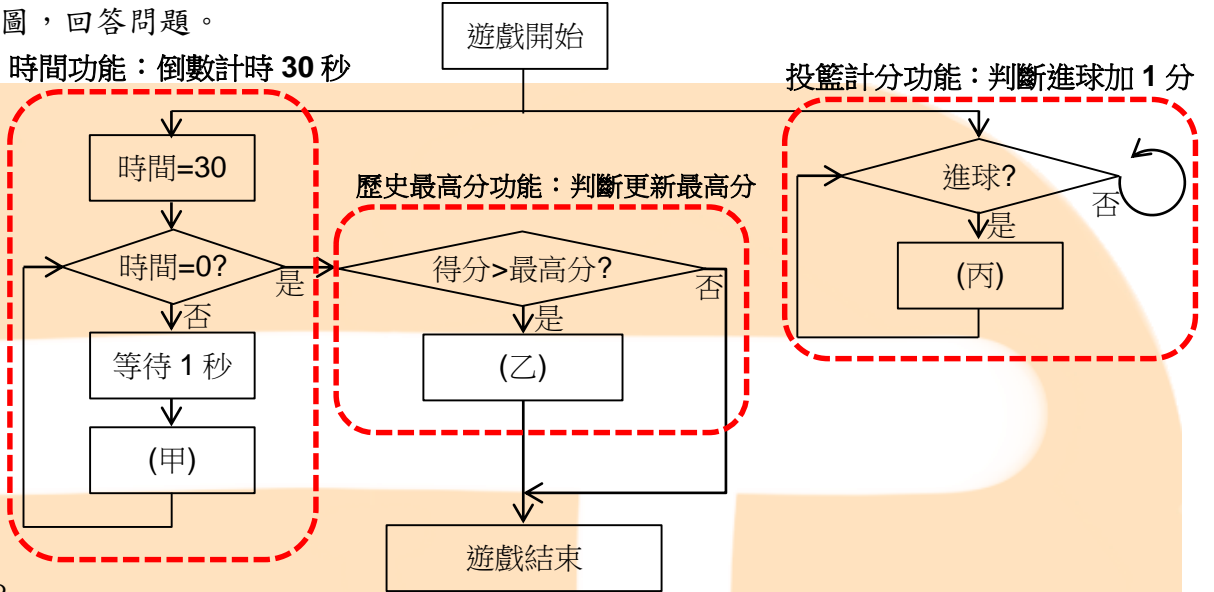 圖，回答問題。
遊戲開始
時間功能：倒數計時 30 秒
投籃計分功能：判斷進球加 1 分
時間=30
進球?
否
是
(丙)
歷史最高分功能：判斷更新最高分
時間=0?
是
否
得分>最高分?
否
是
等待 1 秒
(乙)
(甲)
遊戲結束